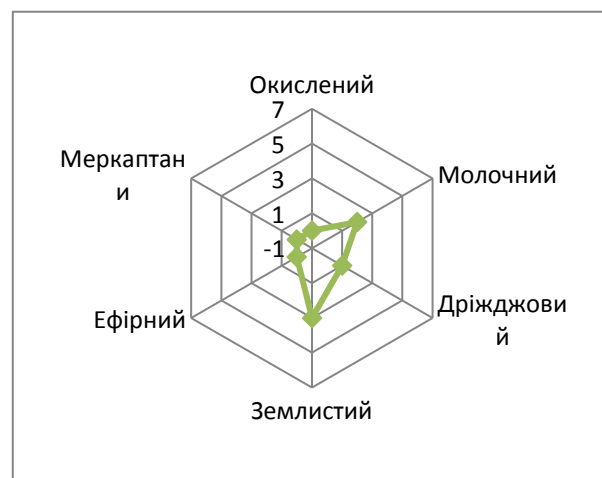 Окислений
7
5
3
1
-1
Молочний
Дріжджови
й
Землистий
Ефірний
Меркаптан
и